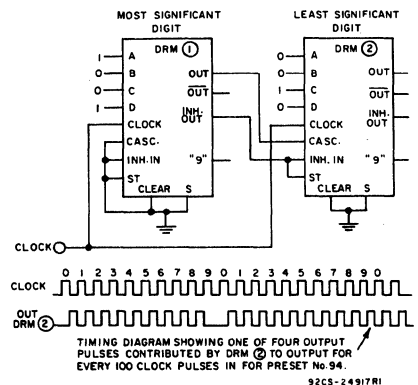 MOST SIGNIFICANT DIGIT
LEAST SIGNIFICANT DIGIT
DRM 1
1 A
0 B
0 C
1 D
CLOCK
CASC.
INH. IN
ST
OUT
OUT
INH. OUT
"9"
CLEAR S
DRM 2
0 A
0 B
1 C
0 D
CLOCK
CASC.
INH. IN
ST
OUT
OUT
INH. OUT
"9"
CLEAR S
CLOCK
0 1 2 3 4 5 6 7 8 9 0 1 2 3 4 5 6 7 8 9 0
CLOCK
OUT DRM 2
TIMING DIAGRAM SHOWING ONE OF FOUR OUTPUT
PULSES CONTRIBUTED BY DRM 2 TO OUTPUT FOR
EVERY 100 CLOCK PULSES IN FOR PRESET No. 94.
92CS-24917RI